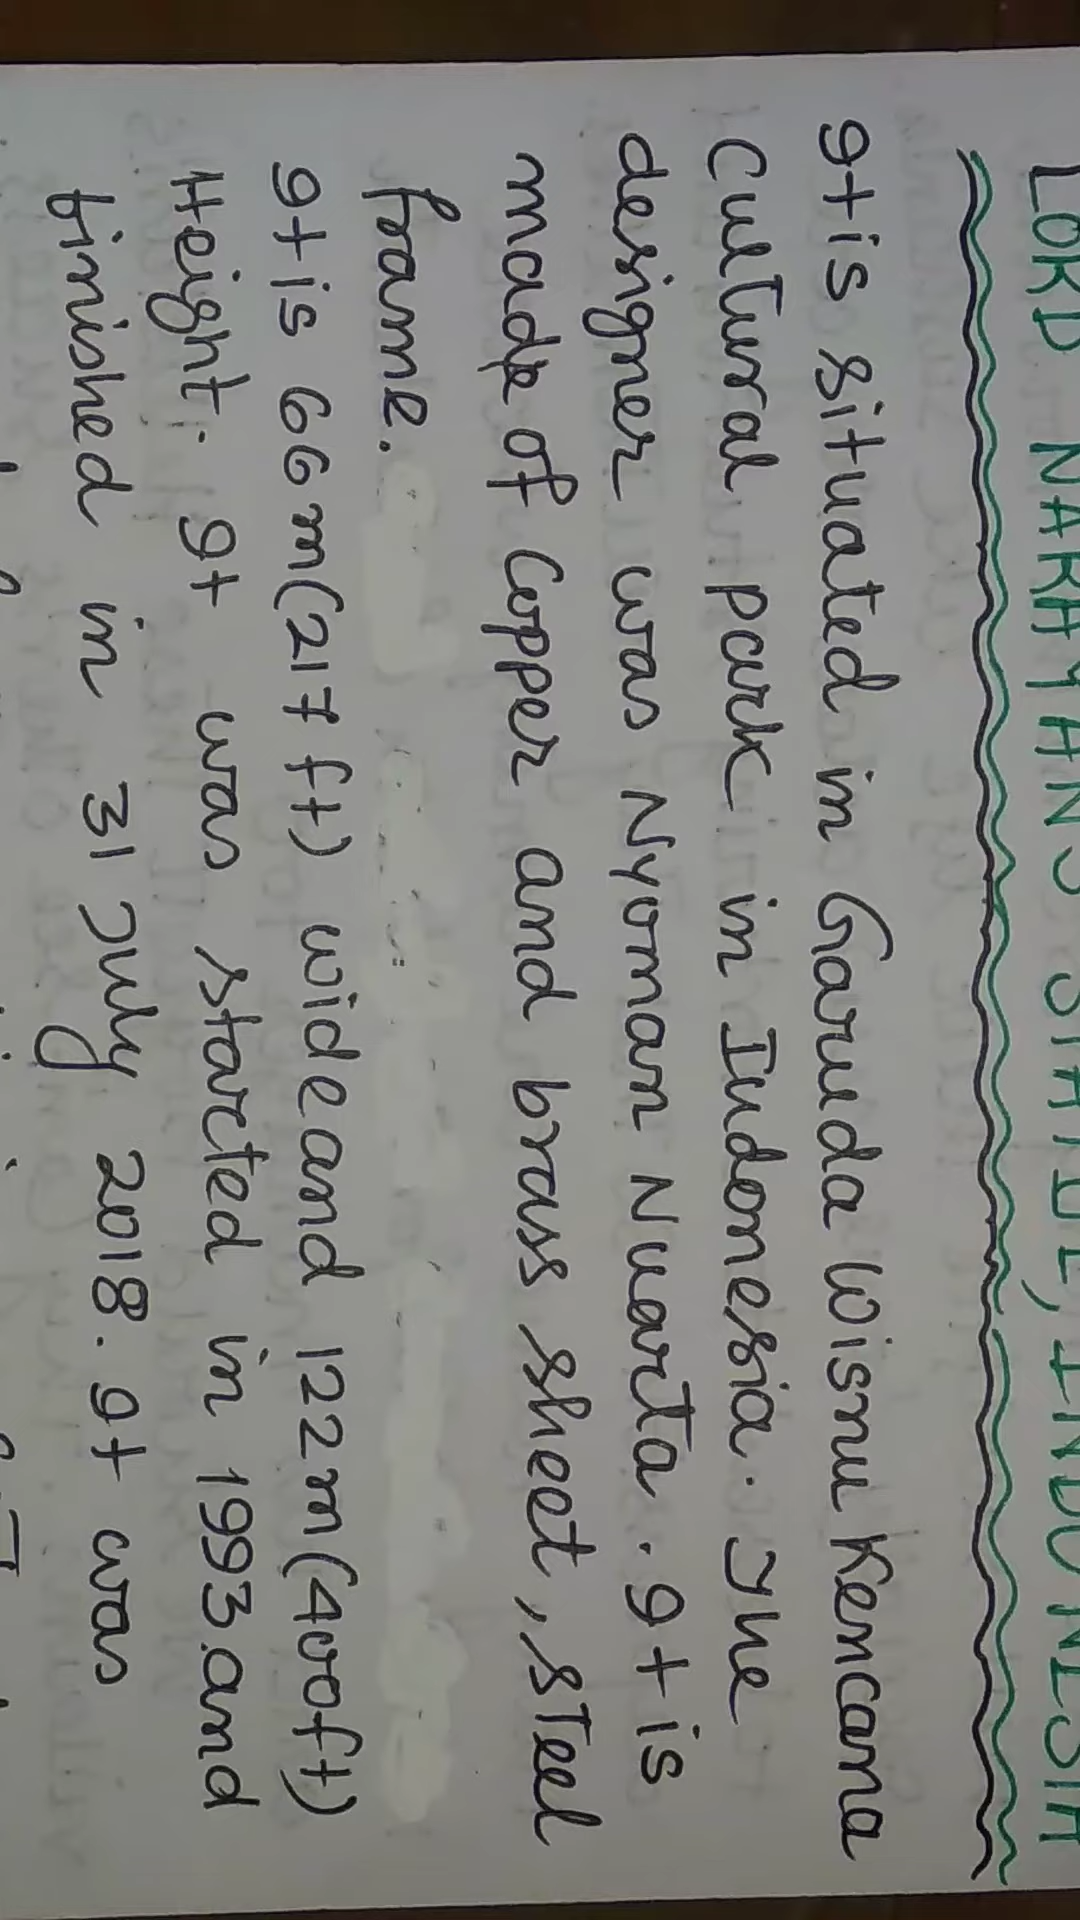 LORD NARAYANS STATUE, INDONESIA
It is situated in Garuda Wisnu Kencana
Cultural park in Indonesia. The
designer was Nyoman Nuarta. It is
made of Copper and brass sheet, steel
frame.
It is 66m(217 ft) wide and 122m(400ft)
Height. It was started in 1993.and
finished in 31 July 2018. It was